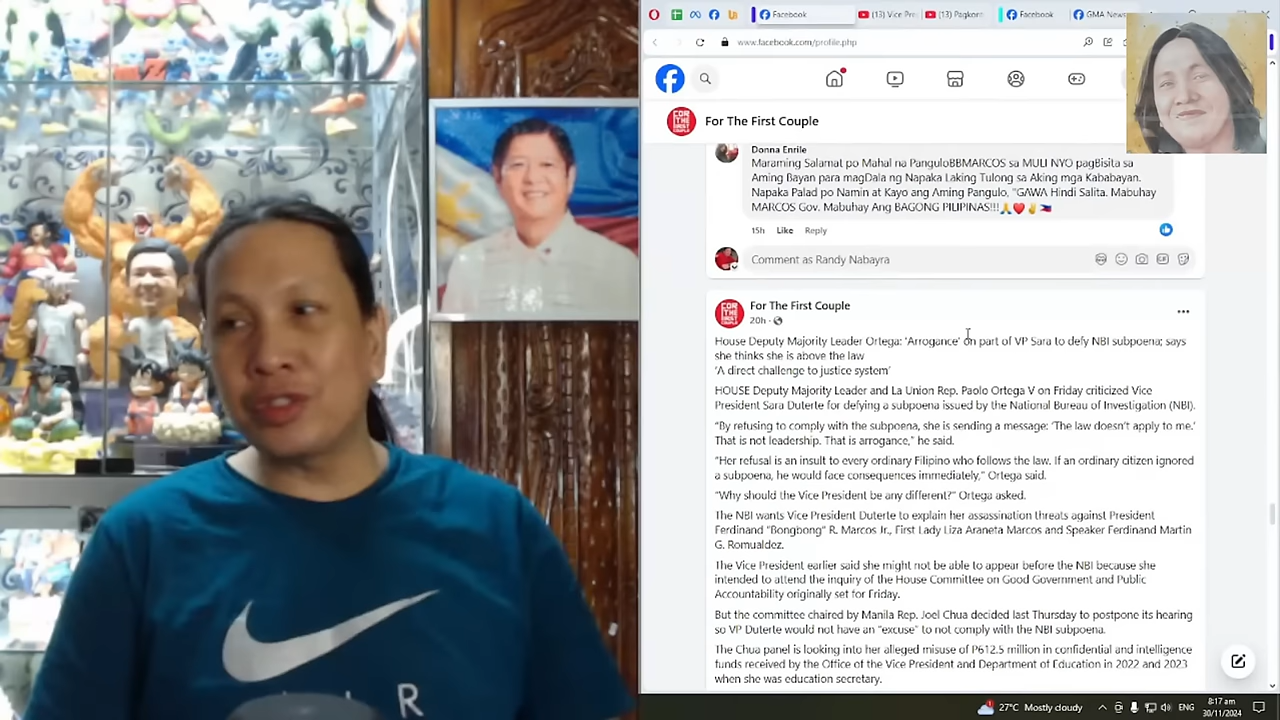 Facebook
(13) Vice Pre
(13) Pagkor
Facebook
GMA New
www.facebook.com/profile.php
For The First Couple
Donna Enrile
Maraming Salamat po Mahal na PanguloBBMARCOS sa MULI NYO pagBisita sa
Aming Bayan para magDala ng Napaka Laking Tulong sa Aking mga Kababayan.
Napaka Palad po Namin at Kayo ang Aming Pangulo, "GAWA Hindi Salita. Mabuhay
MARCOS Gov. Mabuhay Ang BAGONG PILIPINAS!!!🙏❤️✌️🇵🇭
15h Like Reply
Comment as Randy Nabayra
For The First Couple
20h
House Deputy Majority Leader Ortega: 'Arrogance' on part of VP Sara to defy NBI subpoena; says
she thinks she is above the law
'A direct challenge to justice system'
HOUSE Deputy Majority Leader and La Union Rep. Paolo Ortega V on Friday criticized Vice
President Sara Duterte for defying a subpoena issued by the National Bureau of Investigation (NBI).
"By refusing to comply with the subpoena, she is sending a message: 'The law doesn't apply to me.'
That is not leadership. That is arrogance," he said.
"Her refusal is an insult to every ordinary Filipino who follows the law. If an ordinary citizen ignored
a subpoena, he would face consequences immediately," Ortega said.
"Why should the Vice President be any different?" Ortega asked.
The NBI wants Vice President Duterte to explain her assassination threats against President
Ferdinand "Bongbong" R. Marcos Jr., First Lady Liza Araneta Marcos and Speaker Ferdinand Martin
G. Romualdez.
The Vice President earlier said she might not be able to appear before the NBI because she
intended to attend the inquiry of the House Committee on Good Government and Public
Accountability originally set for Friday.
But the committee chaired by Manila Rep. Joel Chua decided last Thursday to postpone its hearing
so VP Duterte would not have an "excuse" to not comply with the NBI subpoena.
The Chua panel is looking into her alleged misuse of P612.5 million in confidential and intelligence
funds received by the Office of the Vice President and Department of Education in 2022 and 2023
when she was education secretary.
27°C Mostly cloudy
ENG
8:17 am
30/11/2024